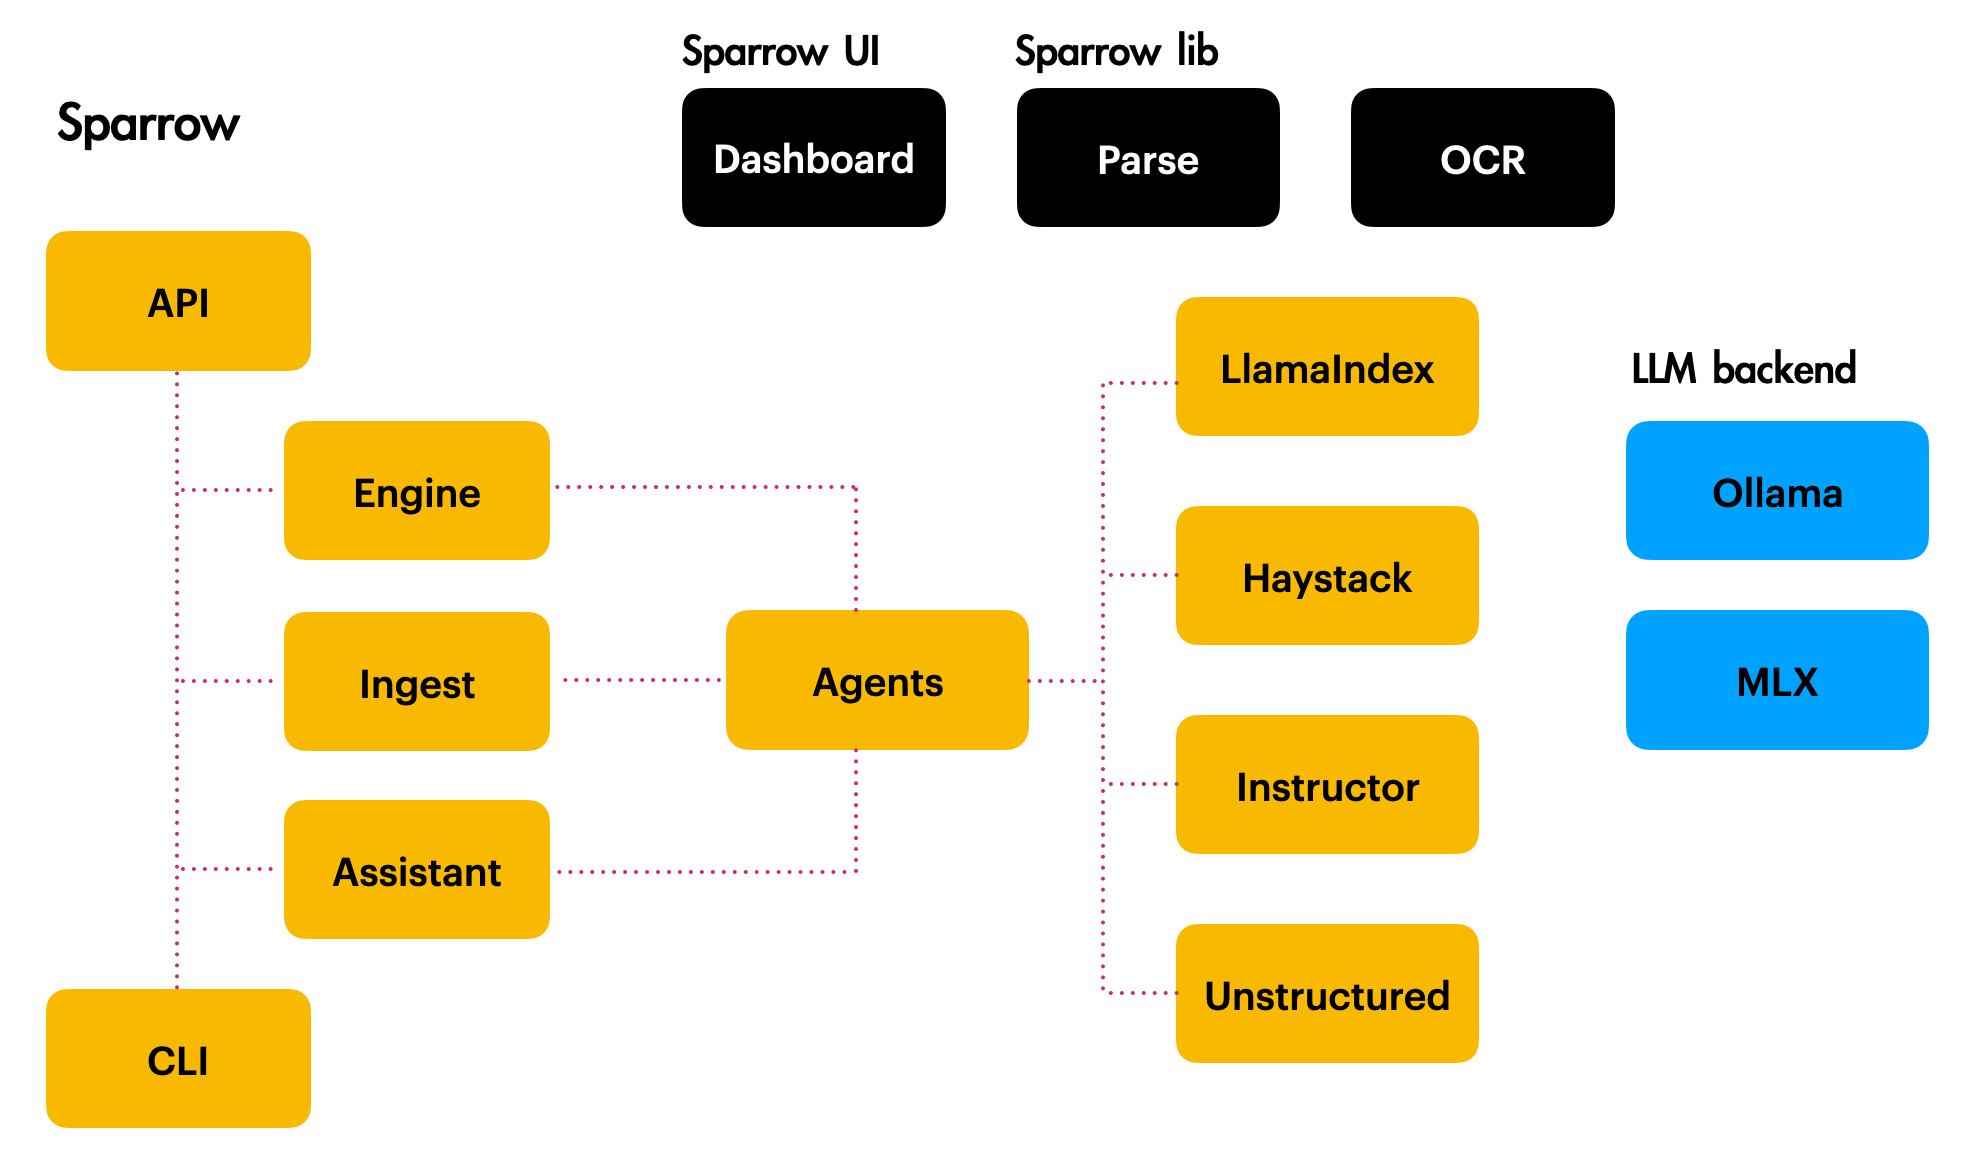 Sparrow UI
Sparrow lib
Sparrow
Dashboard
Parse
OCR
API
LlamaIndex
LLM backend
Engine
Ollama
Haystack
Ingest
Agents
MLX
Instructor
Assistant
Unstructured
CLI